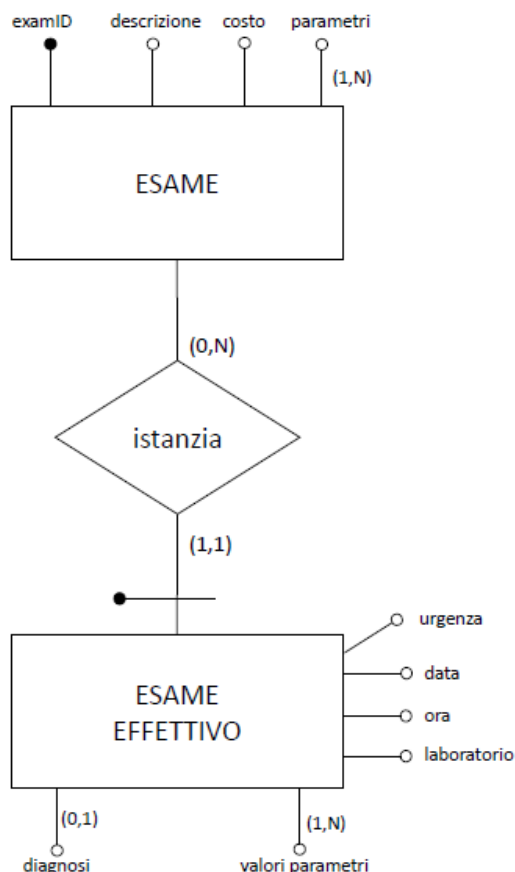 examID descrizione costo parametri
(1,N)
ESAME
(0,N)
istanzia
(1,1)
urgenza
ESAME
EFFETTIVO
data
ora
laboratorio
(0,1) (1,N)
diagnosi valori parametri